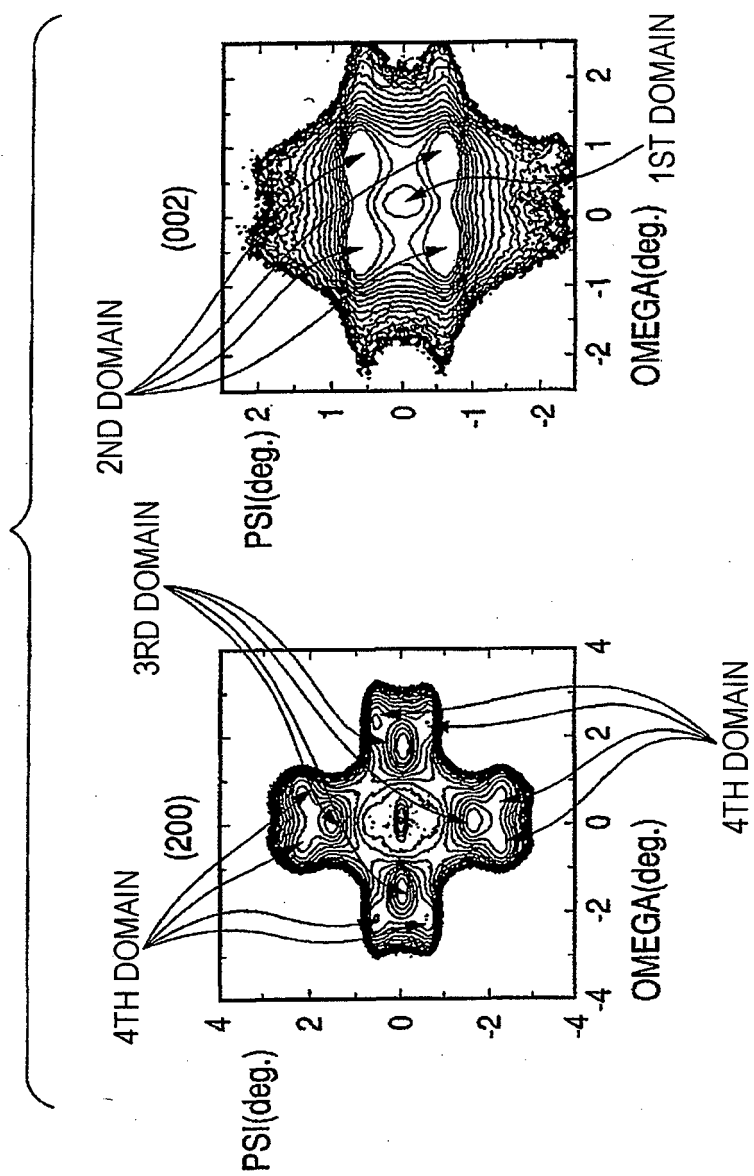 4TH DOMAIN
3RD DOMAIN
2ND DOMAIN
(200)
PSI(deg.)
4
2
0
-2
-4
-4
-2
0
2
4
OMEGA(deg.)
4TH DOMAIN
(002)
PSI(deg.)
2
1
0
-1
-2
-2
-1
0
1
2
OMEGA(deg.)
1ST DOMAIN